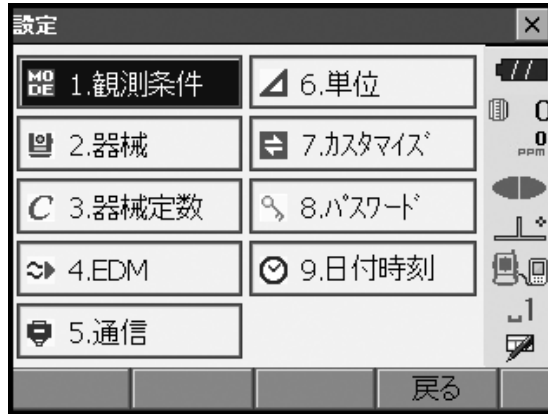 設定
MODE 1.観測条件
2.器械
C 3.器械定数
4.EDM
5.通信
6.単位
7.カスタマイズ
8.パスワード
9.日付時刻
0
0
PPM
1
戻る